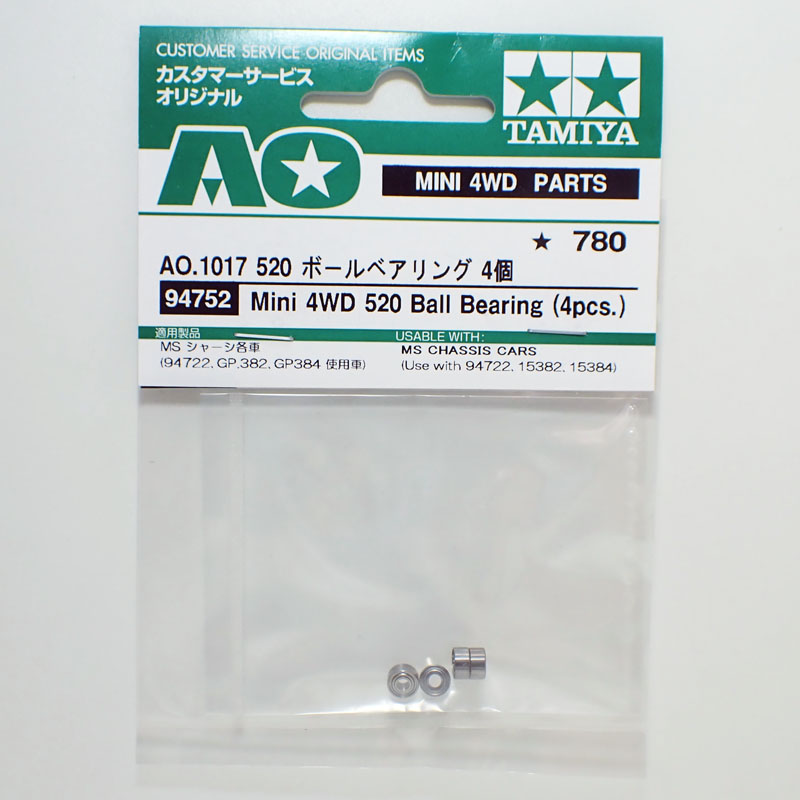 CUSTOMER SERVICE ORIGINAL ITEMS
カスタマーサービス
オリジナル
TAMIYA
AO
MINI 4WD PARTS
★ 780
AO.1017 520 ボールベアリング 4個
94752 Mini 4WD 520 Ball Bearing (4pcs.)
適用製品
MS シャーシ各車
(94722, GP.382, GP384 使用車)
USABLE WITH:
MS CHASSIS CARS
(Use with 94722, 15382, 15384)